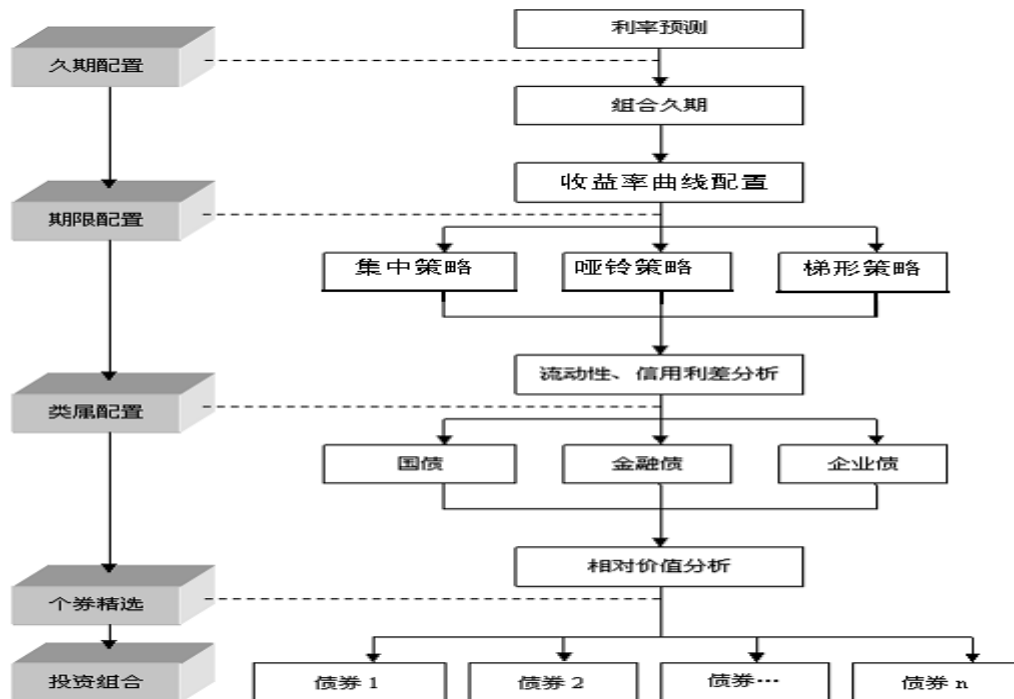 利率预测
久期配置
组合久期
收益率曲线配置
期限配置
集中策略
哑铃策略
梯形策略
流动性、信用利差分析
类属配置
国债
金融债
企业债
相对价值分析
个券精选
投资组合
债券 1
债券 2
债券…
债券 n